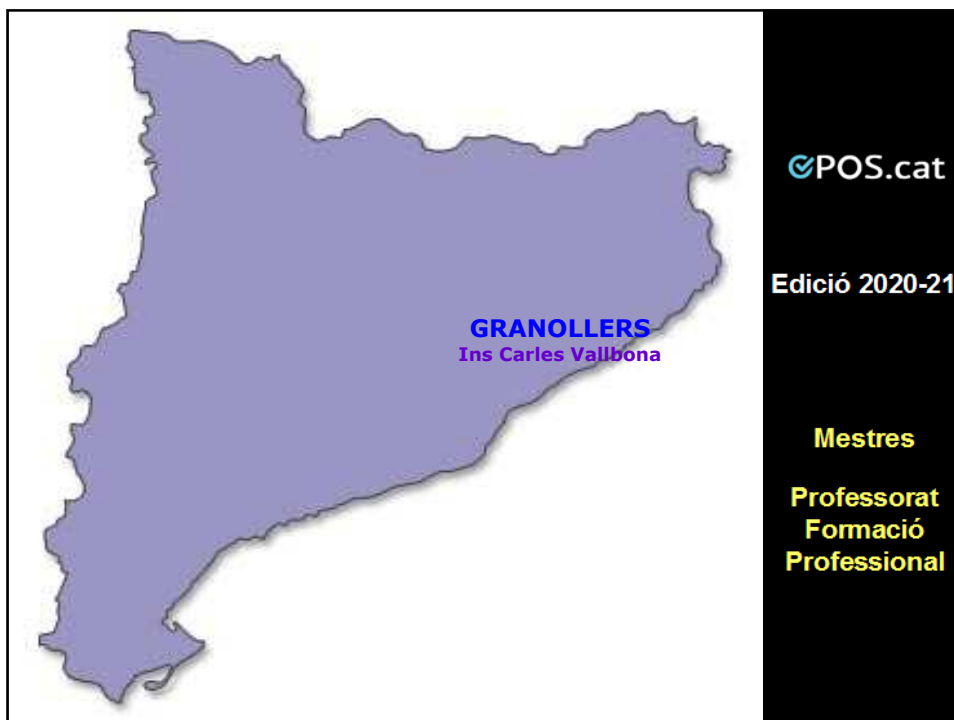 GRANOLLERS
Ins Carles Vallbona
OPOS.cat
Edició 2020-21
Mestres
Professorat
Formació
Professional